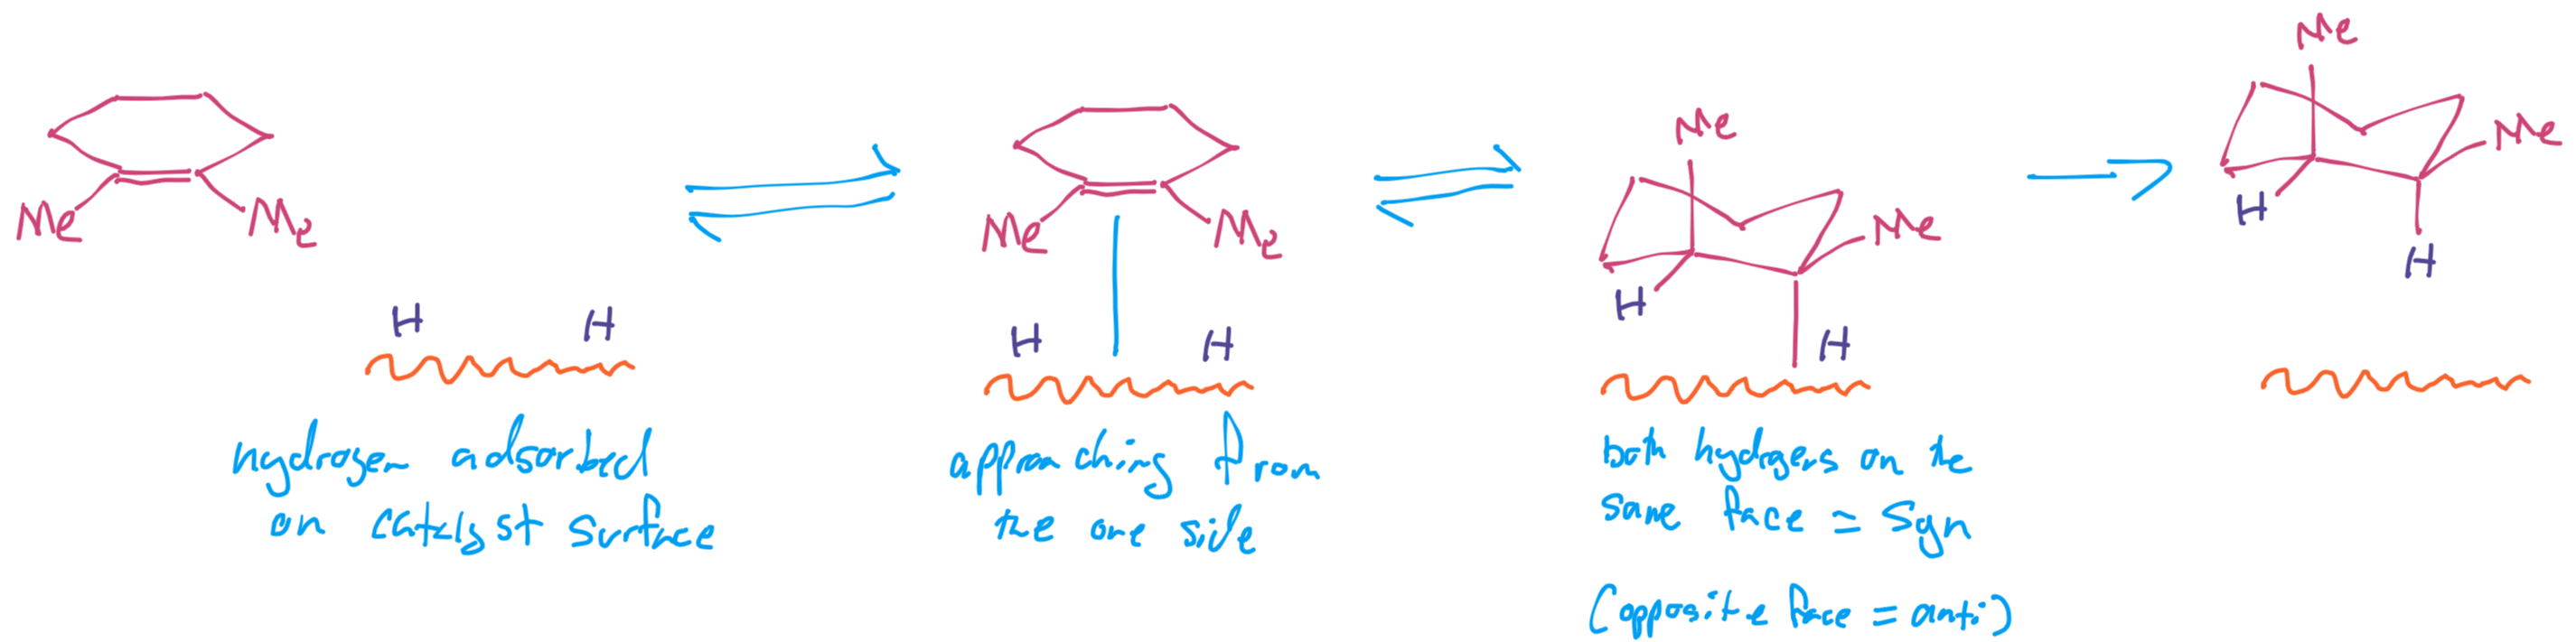 Me
Me
Me
Me
Me
Me
Me
Me
H
H
H
H
H
H
H
H
hydrogen adsorbed
on catalyst surface
approaching from
the one side
both hydrogens on the
same face = syn
(opposite face = anti)